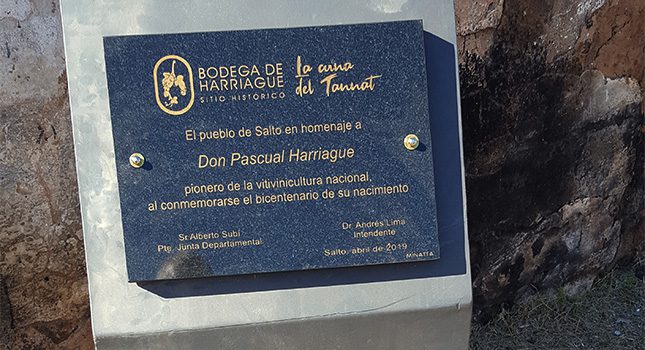 BODEGA DE
HARRIAGUE
SITIO HISTÓRICO
La cuna
del Tannat
El pueblo de Salto en homenaje a
Don Pascual Harriague
pionero de la vitivinicultura nacional,
al conmemorarse el bicentenario de su nacimiento
Sr Alberto Subí
Pte. Junta Departamental
Dr. Andrés Lima
Intendente
Salto, abril de 2019
MINATTA